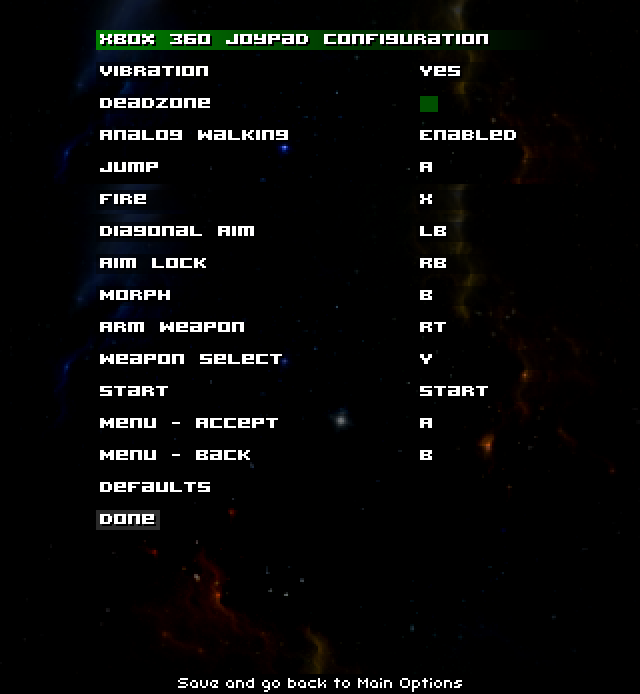 XBOX 360 JOYPAD CONFIGURATION
VIBRATION YES
DEADZONE
ANALOG WALKING ENABLED
JUMP A
FIRE X
DIAGONAL AIM LB
AIM LOCK RB
MORPH B
ARM WEAPON RT
WEAPON SELECT Y
START START
MENU - ACCEPT A
MENU - BACK B
DEFAULTS
DONE
Save and go back to Main Options